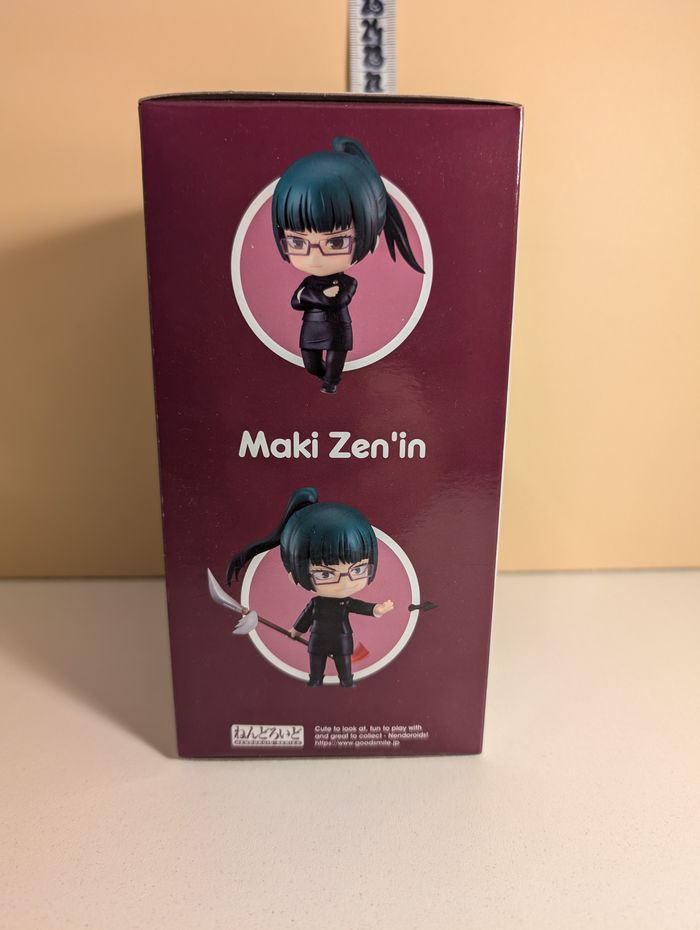 Maki Zen'in
ねんどろいど
NENDOROID SERIES
Cute to look at, fun to play with
and great to collect - Nendoroids!
https://www.goodsmile.jp